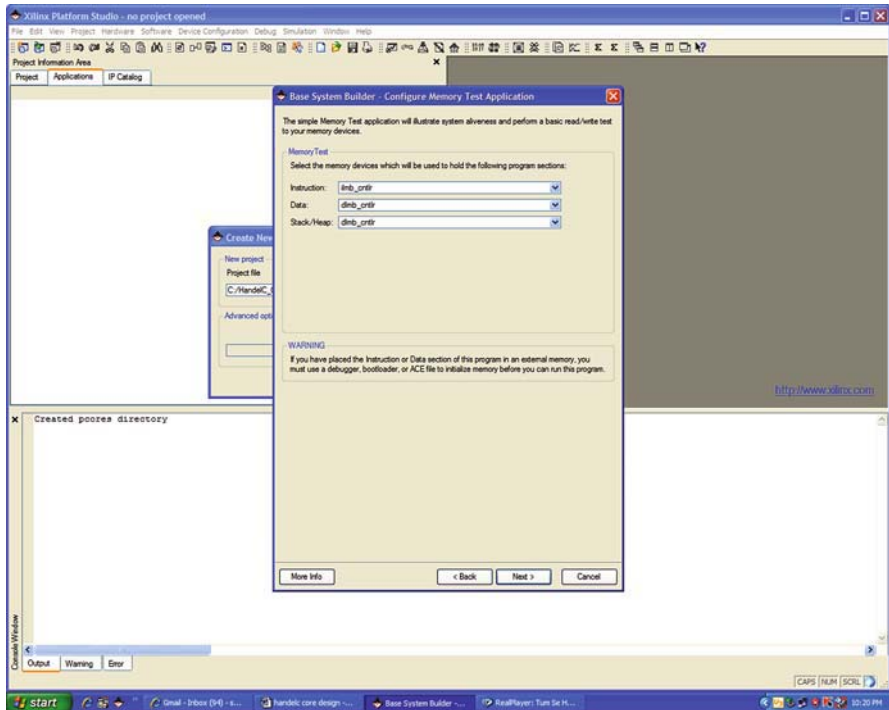 Xilinx Platform Studio - no project opened
File Edit View Project Hardware Software Device Configuration Debug Simulation Window Help
Project Information Area
Project Applications IP Catalog
Base System Builder - Configure Memory Test Application
The simple Memory Test application will illustrate system aliveness and perform a basic read/write test
to your memory devices.
MemoryTest
Select the memory devices which will be used to hold the following program sections:
Instruction: ilmb_cntlr
Data: dlmb_cntlr
Stack/Heap: dlmb_cntlr
Create New
New project
Project file
C:/HandelC_
Advanced opti
WARNING
If you have placed the Instruction or Data section of this program in an external memory, you
must use a debugger, bootloader, or ACE file to initialize memory before you can run this program.
http://www.xilinx.com
Created pcores directory
More Info < Back Next > Cancel
Console Window
Output Warning Error
CAPS NUM SCRL
start Gmail - Inbox (94) - s... handelc core design -... Base System Builder -... RealPlayer: Tum Se H... 10:20 PM